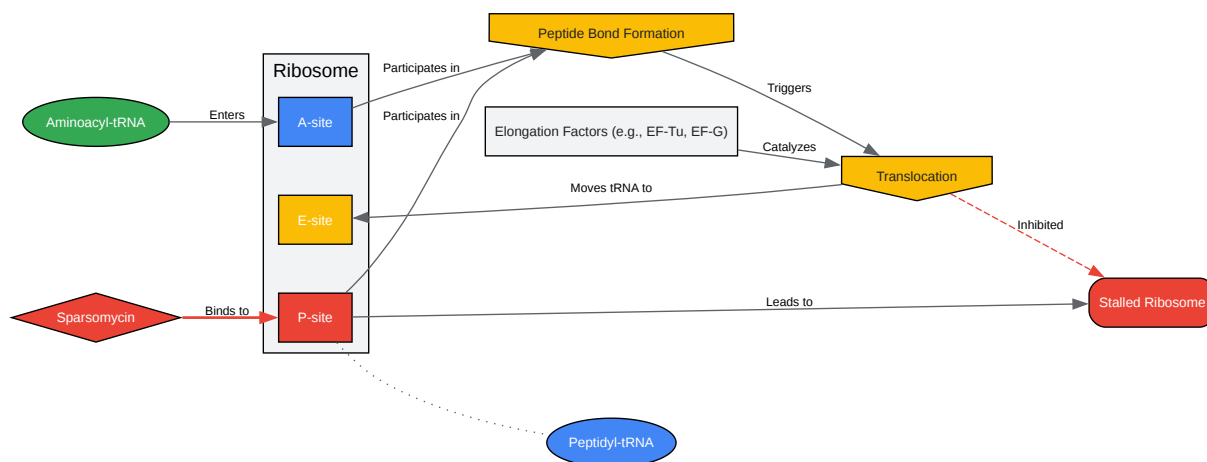 Peptide Bond Formation
Ribosome
Participates in
Triggers
Aminoacyl-tRNA
Enters
A-site
Participates in
Elongation Factors (e.g., EF-Tu, EF-G)
Catalyzes
Translocation
Moves tRNA to
E-site
Inhibited
Sparsomycin
Binds to
P-site
Leads to
Stalled Ribosome
Peptidyl-tRNA